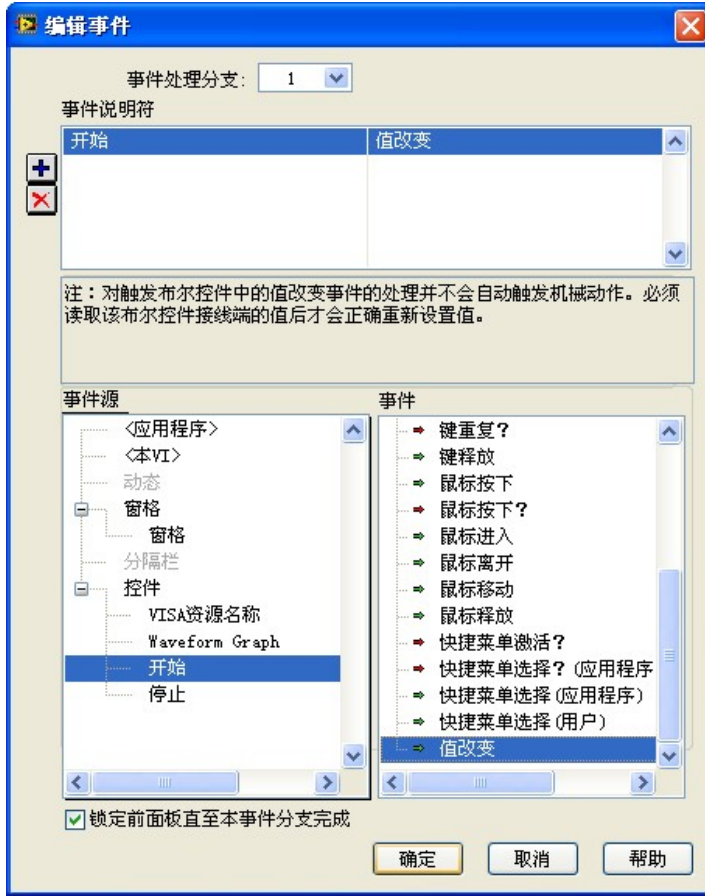 编辑事件
事件处理分支: 1
事件说明符
开始 值改变
注：对触发布尔控件中的值改变事件的处理并不会自动触发机械动作。必须
读取该布尔控件接线端的值后才会正确重新设置值。
事件源
<应用程序>
<本VI>
动态
窗格
窗格
分隔栏
控件
VISA资源名称
Waveform Graph
开始
停止
事件
键重复?
键释放
鼠标按下
鼠标按下?
鼠标进入
鼠标离开
鼠标移动
鼠标释放
快捷菜单激活?
快捷菜单选择?(应用程序
快捷菜单选择(应用程序)
快捷菜单选择(用户)
值改变
锁定前面板直至本事件分支完成
确定 取消 帮助